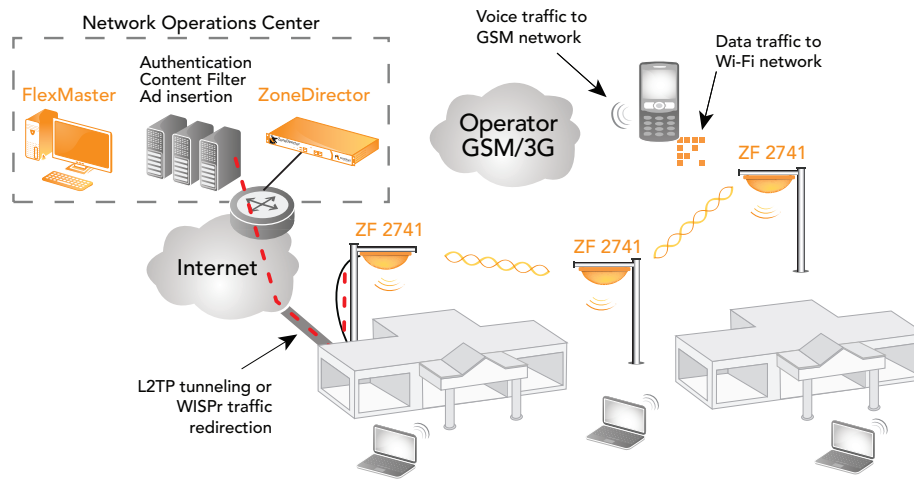 Network Operations Center
FlexMaster
Authentication
Content Filter
Ad insertion
ZoneDirector
Voice traffic to
GSM network
Data traffic to
Wi-Fi network
Operator
GSM/3G
ZF 2741
ZF 2741
ZF 2741
Internet
L2TP tunneling or
WISPr traffic
redirection